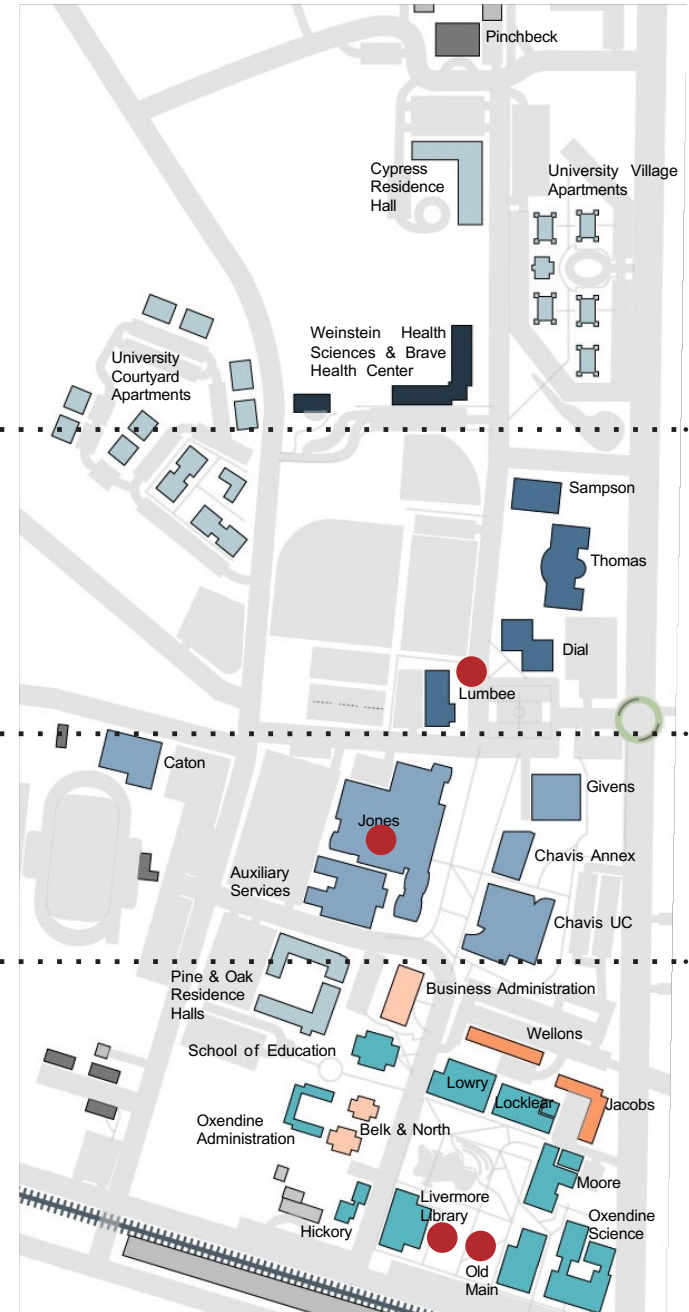 Pinchbeck
Cypress
Residence
Hall
University Village
Apartments
Weinstein Health
Sciences & Brave
Health Center
University
Courtyard
Apartments
Sampson
Thomas
Dial
Lumbee
Caton
Givens
Jones
Chavis Annex
Auxiliary
Services
Chavis UC
Pine & Oak
Residence
Halls
Business Administration
Wellons
School of Education
Lowry
Locklear
Jacobs
Oxendine
Administration
Belk & North
Moore
Livermore
Library
Hickory
Oxendine
Science
Old
Main